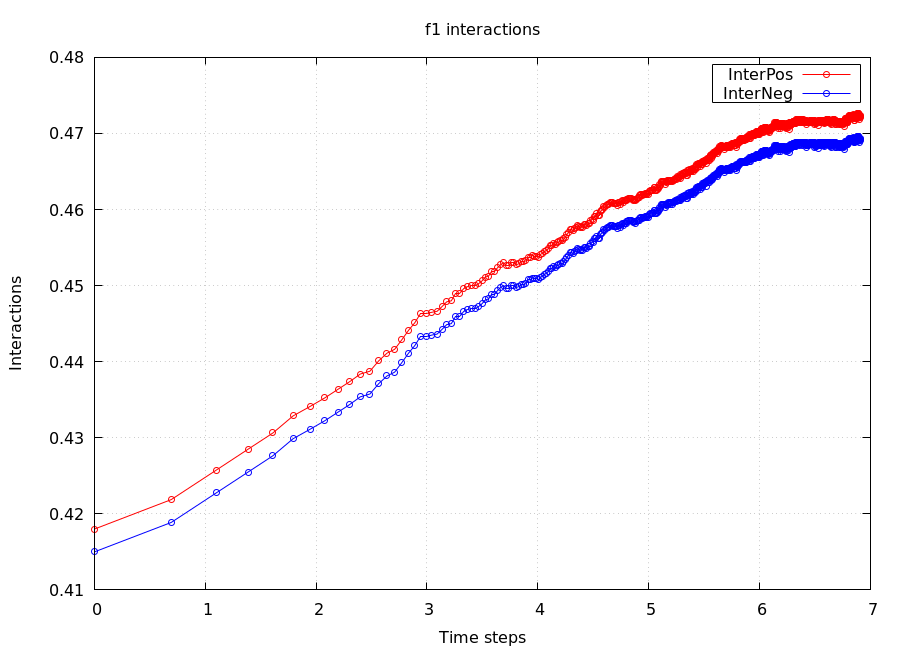 f1 interactions
0.48
0.47
0.46
0.45
0.44
0.43
0.42
0.41
Interactions
InterPos
InterNeg
0 1 2 3 4 5 6 7
Time steps